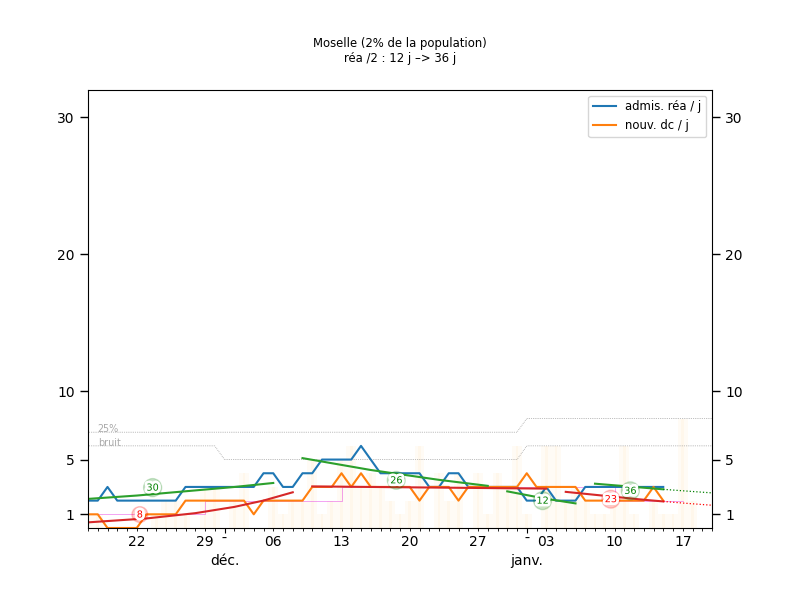 Moselle (2% de la population)
réa /2 : 12 j –> 36 j
admis. réa / j
nouv. dc / j
30 30
20 20
10 10
25%
bruit
5 5
30 26 36
8 12 23
1 1
22 29 - 06 13 20 27 - 03 10 17
déc. janv.